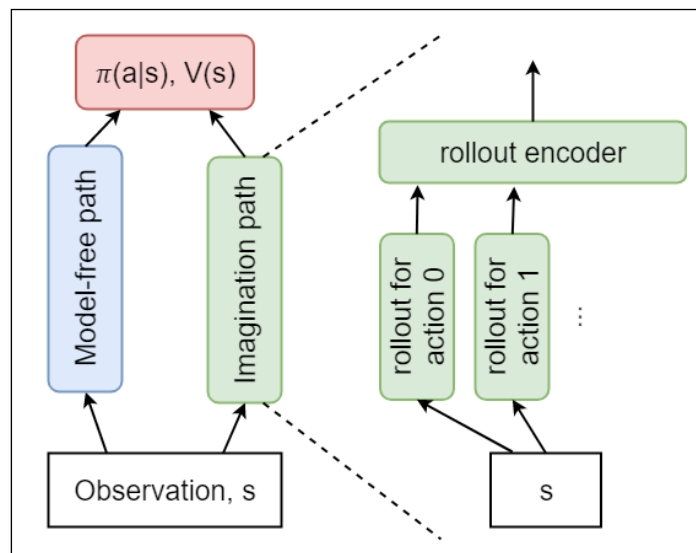 π(a|s), V(s)
Model-free path
Imagination path
Observation, s
rollout encoder
rollout for
action 0
rollout for
action 1
...
s